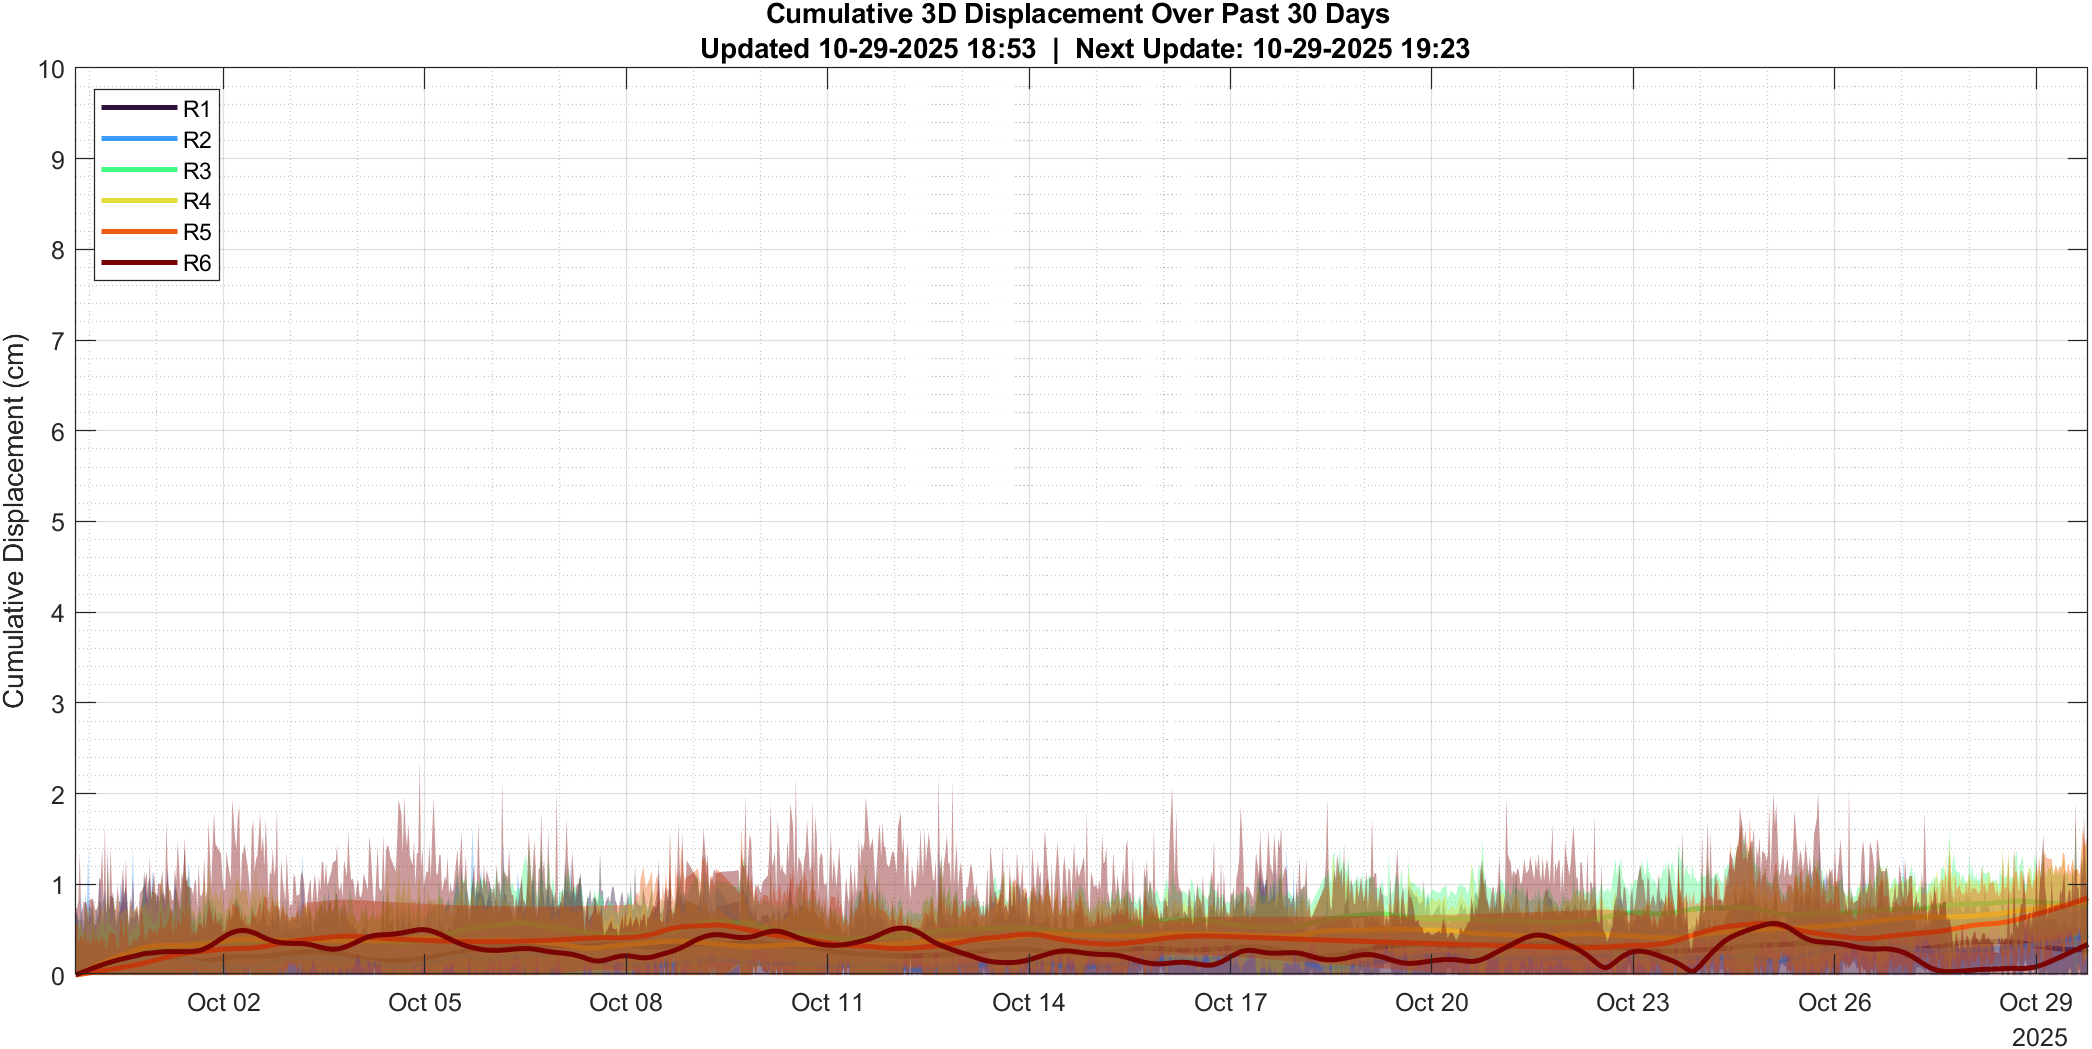 Cumulative 3D Displacement Over Past 30 Days
Updated 10-29-2025 18:53 | Next Update: 10-29-2025 19:23
Cumulative Displacement (cm)
10
9
8
7
6
5
4
3
2
1
0
R1
R2
R3
R4
R5
R6
Oct 02 Oct 05 Oct 08 Oct 11 Oct 14 Oct 17 Oct 20 Oct 23 Oct 26 Oct 29
2025